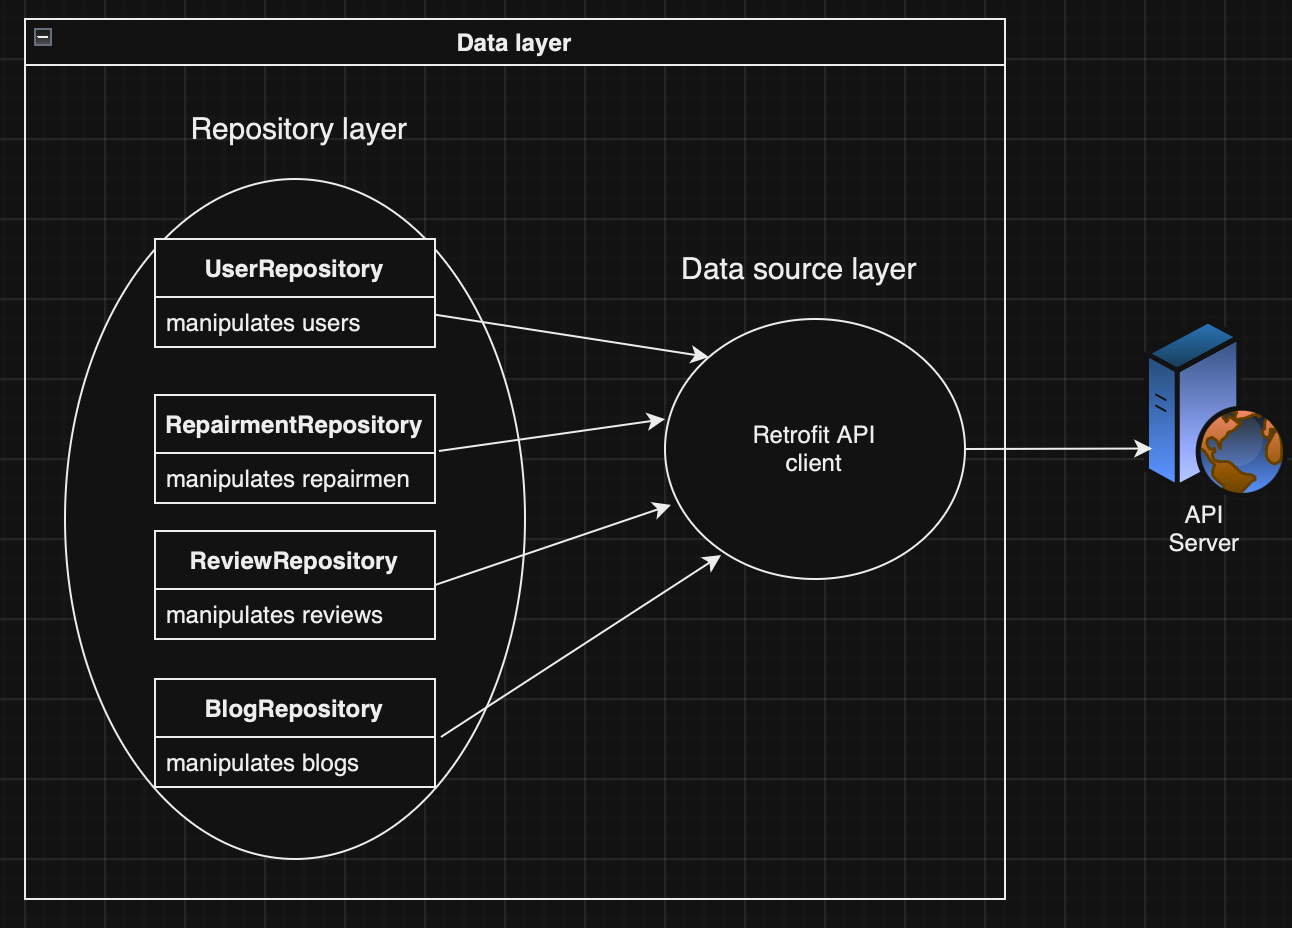 Data layer
Repository layer
UserRepository
manipulates users
RepairmentRepository
manipulates repairmen
ReviewRepository
manipulates reviews
BlogRepository
manipulates blogs
Data source layer
Retrofit API
client
API
Server